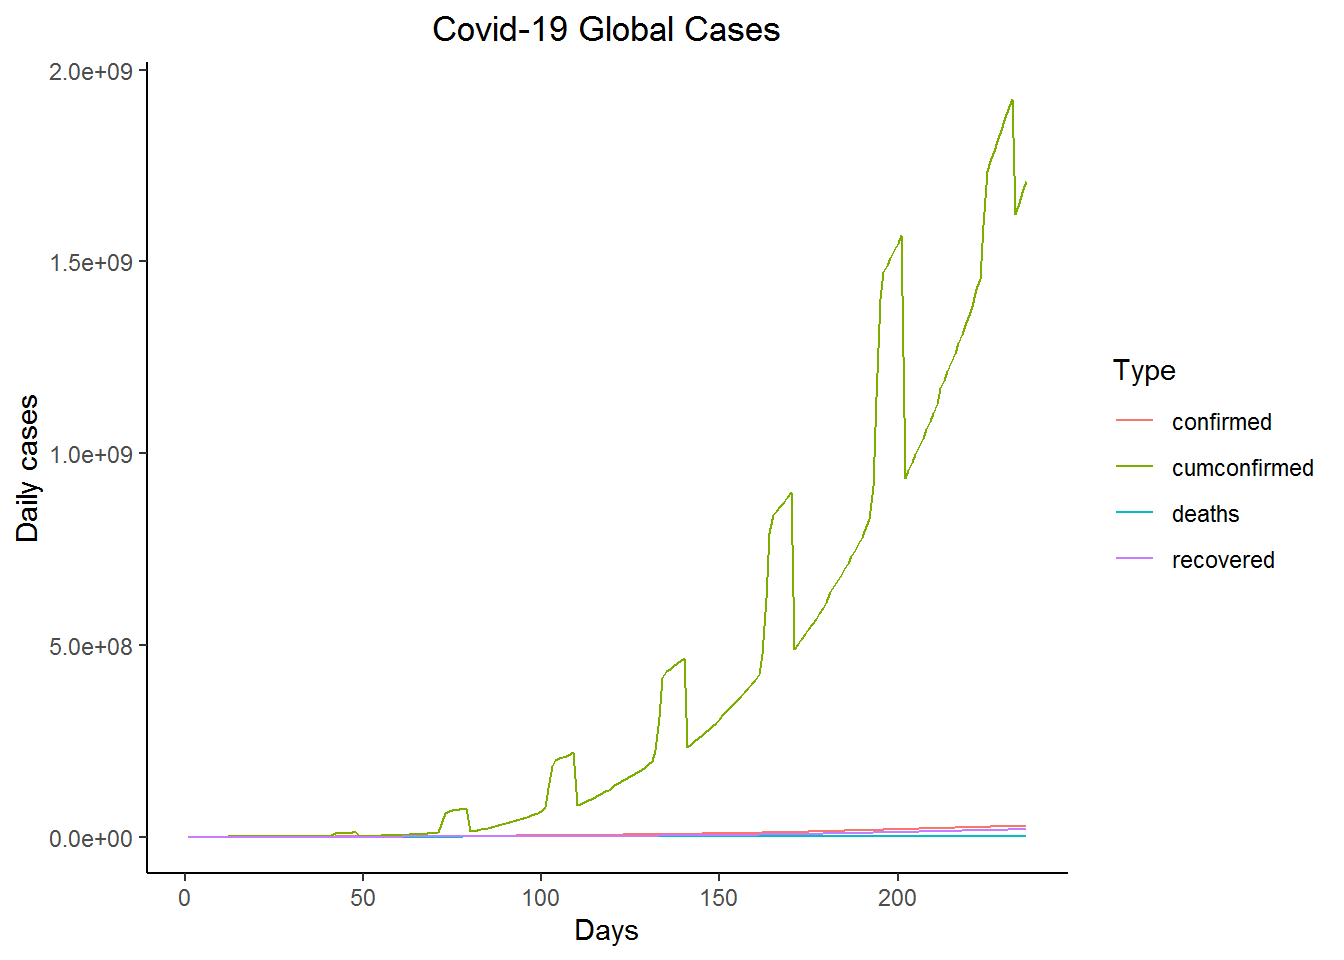 Covid-19 Global Cases
2.0e+09
1.5e+09
1.0e+09
5.0e+08
0.0e+00
Daily cases
0 50 100 150 200
Days
Type
confirmed
cumconfirmed
deaths
recovered